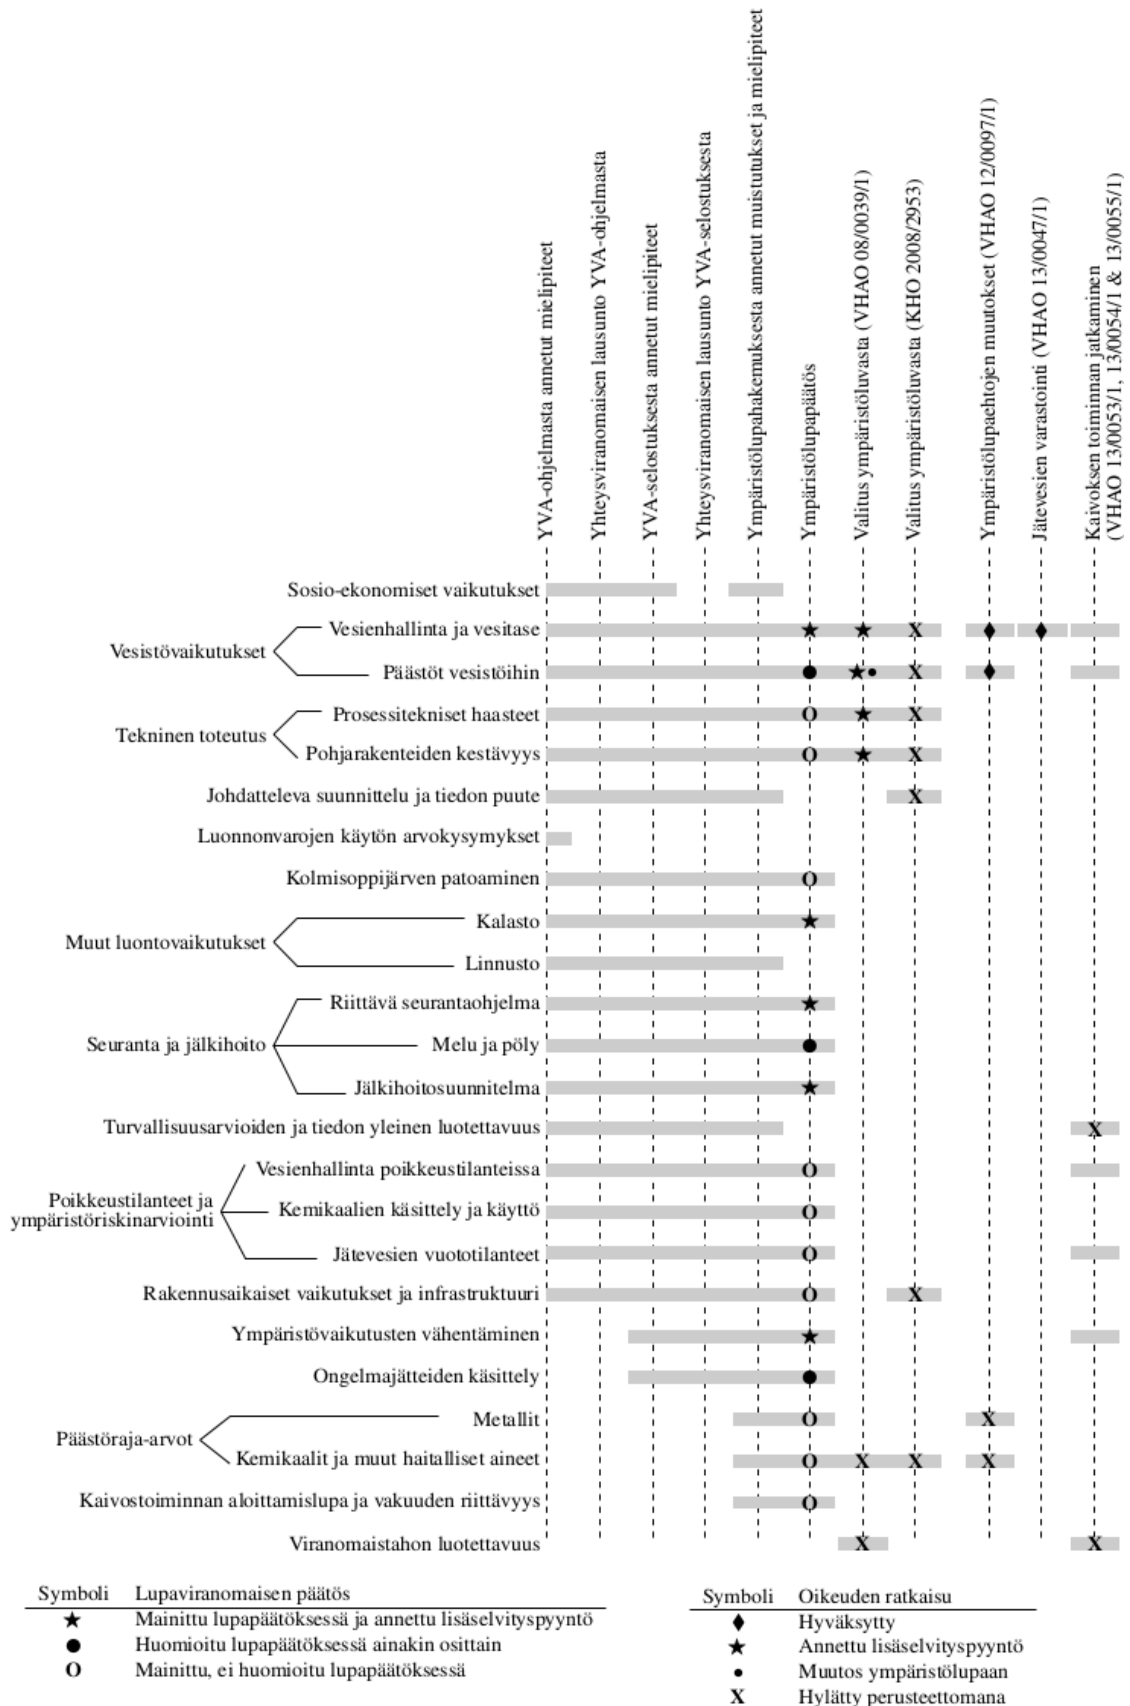 YVA-ohjelmasta annetut mielipiteet
Yhteysviranomaisen lausunto YVA-ohjelmasta
YVA-selostuksesta annetut mielipiteet
Yhteysviranomaisen lausunto YVA-selostuksesta
Ympäristölupahakemuksesta annetut muistutukset ja mielipiteet
Ympäristölupapäätös
Valitus ympäristöluvasta (VHAO 08/0039/1)
Valitus ympäristöluvasta (KHO 2008/2953)
Ympäristölupaehtojen muutokset (VHAO 12/0097/1)
Jätevesien varastointi (VHAO 13/0047/1)
Kaivoksen toiminnan jatkaminen
(VHAO 13/0053/1, 13/0054/1 & 13/0055/1)
Sosio-ekonomiset vaikutukset
Vesistövaikutukset
Vesienhallinta ja vesitase ★ ★ X ♦ ♦
Päästöt vesistöihin ● ★• X ♦
Tekninen toteutus
Prosessitekniset haasteet O ★ X
Pohjarakenteiden kestävyys O ★ X
Johdatteleva suunnittelu ja tiedon puute X
Luonnonvarojen käytön arvokysymykset
Kolmisoppijärven patoaminen O
Muut luontovaikutukset
Kalasto ★
Linnusto
Seuranta ja jälkihoito
Riittävä seurantaohjelma ★
Melu ja pöly ●
Jälkihoitosuunnitelma ★
Turvallisuusarvioiden ja tiedon yleinen luotettavuus X
Poikkeustilanteet ja
ympäristöriskinarviointi
Vesienhallinta poikkeustilanteissa O
Kemikaalien käsittely ja käyttö O
Jätevesien vuototilanteet O
Rakennusaikaiset vaikutukset ja infrastruktuuri O X
Ympäristövaikutusten vähentäminen ★
Ongelmajätteiden käsittely ●
Päästöraja-arvot
Metallit O X
Kemikaalit ja muut haitalliset aineet O X X X
Kaivostoiminnan aloittamislupa ja vakuuden riittävyys O
Viranomaistahon luotettavuus X X
Symboli Lupaviranomaisen päätös
★ Mainittu lupapäätöksessä ja annettu lisäselvityspyyntö
● Huomioitu lupapäätöksessä ainakin osittain
O Mainittu, ei huomioitu lupapäätöksessä
Symboli Oikeuden ratkaisu
♦ Hyväksytty
★ Annettu lisäselvityspyyntö
• Muutos ympäristölupaan
X Hylätty perusteettomana